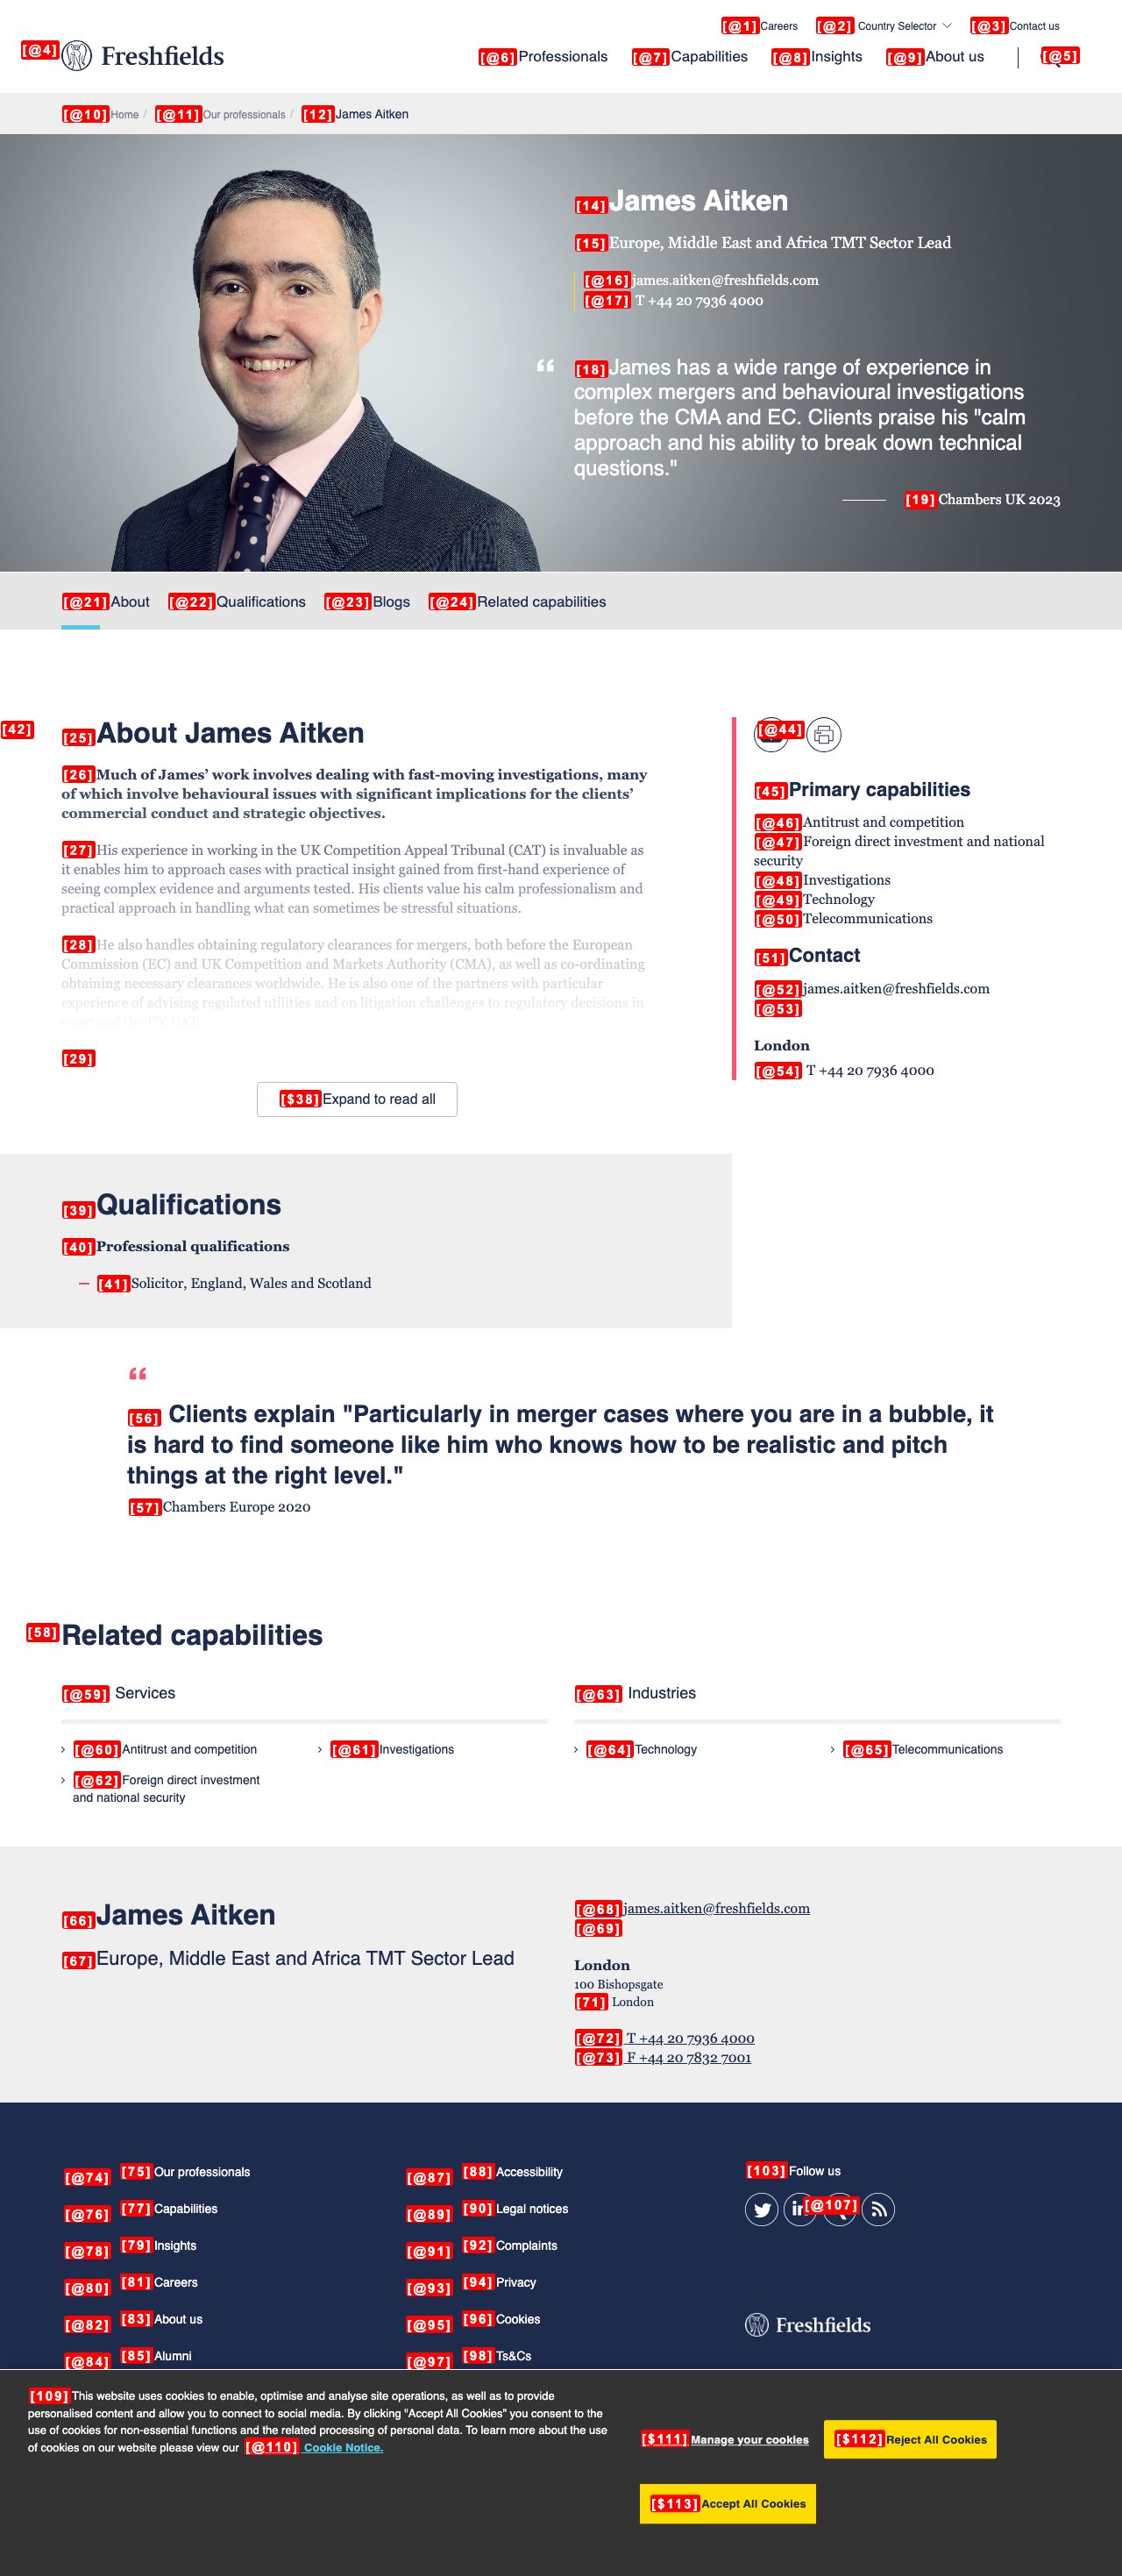 [@1]Careers [@2] Country Selector [@3]Contact us
[@4] Freshfields
[@6]Professionals [@7]Capabilities [@8]Insights [@9]About us [@5]
[@10]Home / [@11]Our professionals / [12]James Aitken
[14]James Aitken
[15]Europe, Middle East and Africa TMT Sector Lead
[@16]james.aitken@freshfields.com
[@17] T +44 20 7936 4000
“
[18]James has a wide range of experience in
complex mergers and behavioural investigations
before the CMA and EC. Clients praise his "calm
approach and his ability to break down technical
questions."
[19]Chambers UK 2023
[@21]About [@22]Qualifications [@23]Blogs [@24]Related capabilities
[42]
[25]About James Aitken
[26]Much of James’ work involves dealing with fast-moving investigations, many
of which involve behavioural issues with significant implications for the clients’
commercial conduct and strategic objectives.
[27]His experience in working in the UK Competition Appeal Tribunal (CAT) is invaluable as
it enables him to approach cases with practical insight gained from first-hand experience of
seeing complex evidence and arguments tested. His clients value his calm professionalism and
practical approach in handling what can sometimes be stressful situations.
[28]He also handles obtaining regulatory clearances for mergers, both before the European
Commission (EC) and UK Competition and Markets Authority (CMA), as well as co-ordinating
obtaining necessary clearances worldwide. He is also one of the partners with particular
experience of advising regulated utilities and on litigation challenges to regulatory decisions in
court and the UK CAT.
[29]
[$38]Expand to read all
[@44]
[45]Primary capabilities
[@46]Antitrust and competition
[@47]Foreign direct investment and national
security
[@48]Investigations
[@49]Technology
[@50]Telecommunications
[51]Contact
[@52]james.aitken@freshfields.com
[@53]
London
[@54] T +44 20 7936 4000
[39]Qualifications
[40]Professional qualifications
[41]Solicitor, England, Wales and Scotland
“
[56] Clients explain "Particularly in merger cases where you are in a bubble, it
is hard to find someone like him who knows how to be realistic and pitch
things at the right level."
[57]Chambers Europe 2020
[58]Related capabilities
[@59] Services
[@60]Antitrust and competition [@61]Investigations
[@62]Foreign direct investment
and national security
[@63] Industries
[@64]Technology [@65]Telecommunications
[66]James Aitken
[67]Europe, Middle East and Africa TMT Sector Lead
[@68]james.aitken@freshfields.com
[@69]
London
100 Bishopsgate
[71] London
[@72] T +44 20 7936 4000
[@73] F +44 20 7832 7001
[@74] [75]Our professionals
[@76] [77]Capabilities
[@78] [79]Insights
[@80] [81]Careers
[@82] [83]About us
[@84] [85]Alumni
[@87] [88]Accessibility
[@89] [90]Legal notices
[@91] [92]Complaints
[@93] [94]Privacy
[@95] [96]Cookies
[@97] [98]Ts&Cs
[103]Follow us
in [@107]
Freshfields
[109]This website uses cookies to enable, optimise and analyse site operations, as well as to provide
personalised content and allow you to connect to social media. By clicking "Accept All Cookies" you consent to the
use of cookies for non-essential functions and the related processing of personal data. To learn more about the use
of cookies on our website please view our [@110] Cookie Notice.
[$111]Manage your cookies [$112]Reject All Cookies
[$113]Accept All Cookies